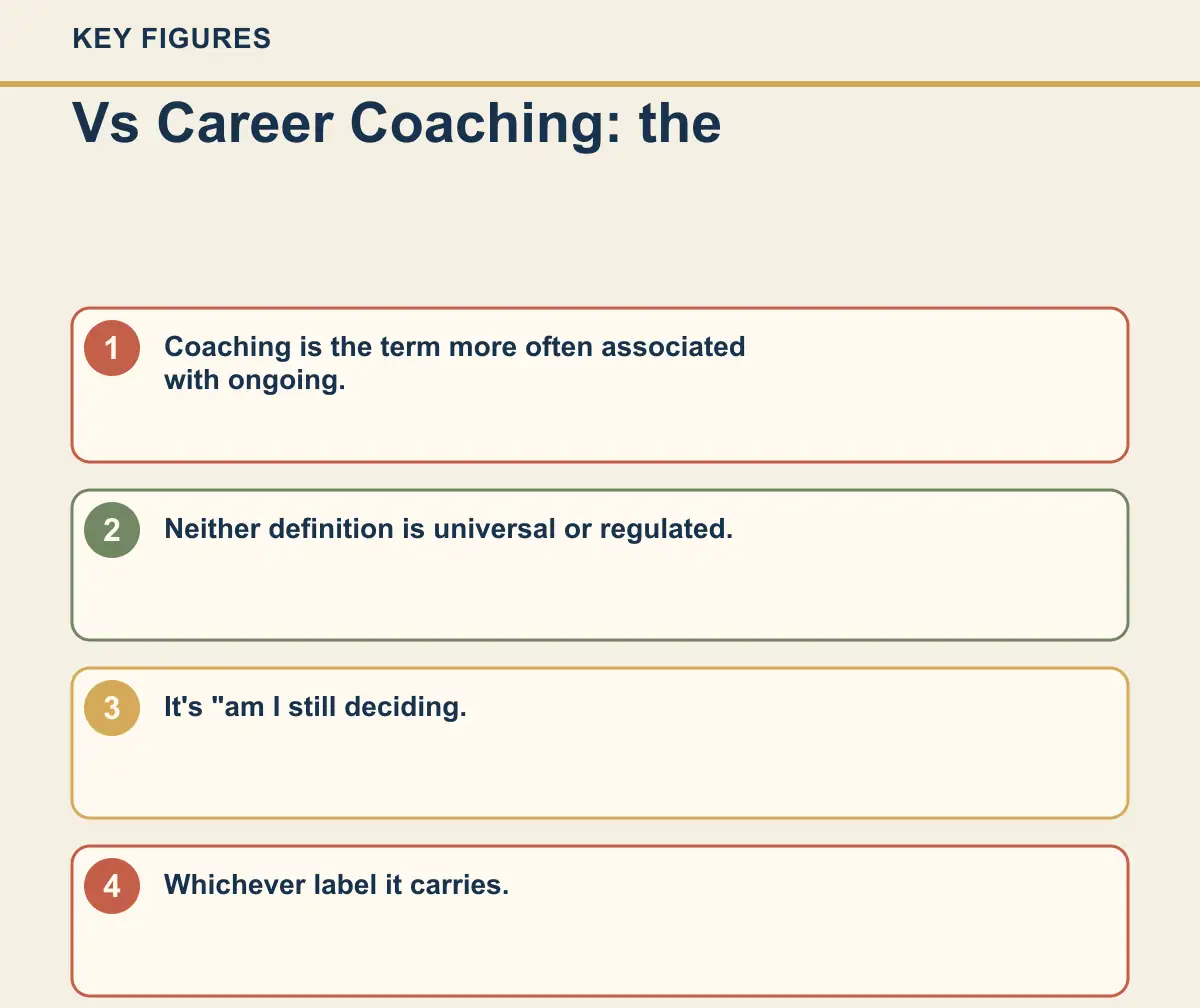 KEY FIGURES
Vs Career Coaching: the
1
Coaching is the term more often associated
with ongoing.
2
Neither definition is universal or regulated.
3
It's "am I still deciding.
4
Whichever label it carries.